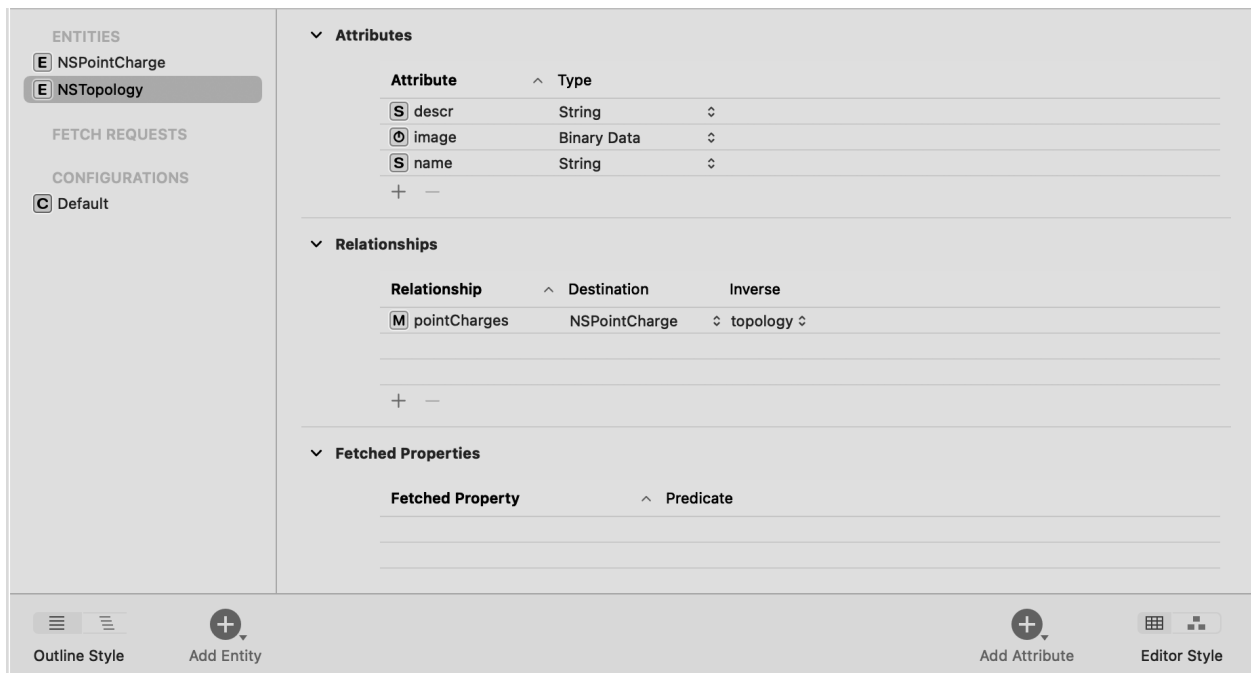 ENTITIES
E NSPointCharge
E NSTopology
FETCH REQUESTS
CONFIGURATIONS
C Default
Attributes
Attribute Type
S descr String
image Binary Data
S name String
Relationships
Relationship Destination Inverse
M pointCharges NSPointCharge topology
Fetched Properties
Fetched Property Predicate
Outline Style Add Entity Add Attribute Editor Style